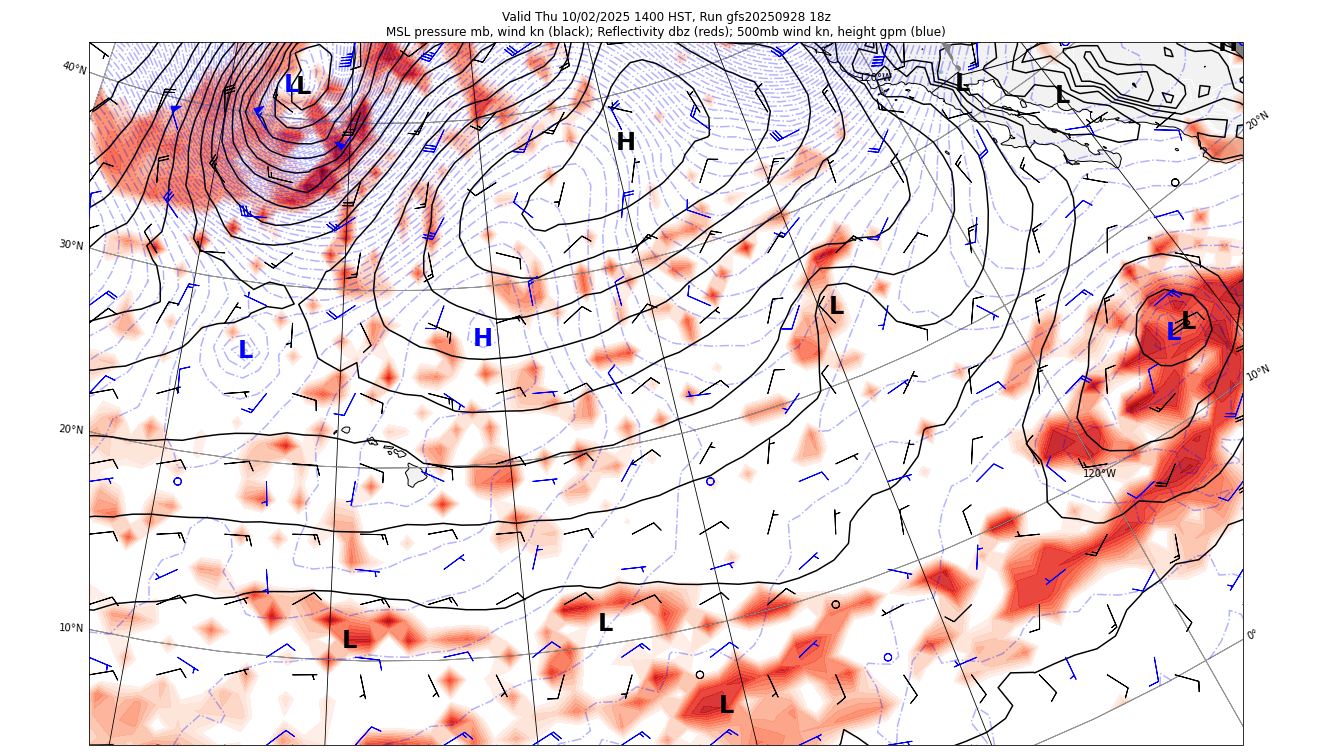 Valid Thu 10/02/2025 1400 HST, Run gfs20250928 18z
MSL pressure mb, wind kn (black); Reflectivity dbz (reds); 500mb wind kn, height gpm (blue)
H
40°N
120°W
L
L
L
L
20°N
H
30°N
L
L
L
H
L
10°N
20°N
120°W
10°N
L
L
0°
L